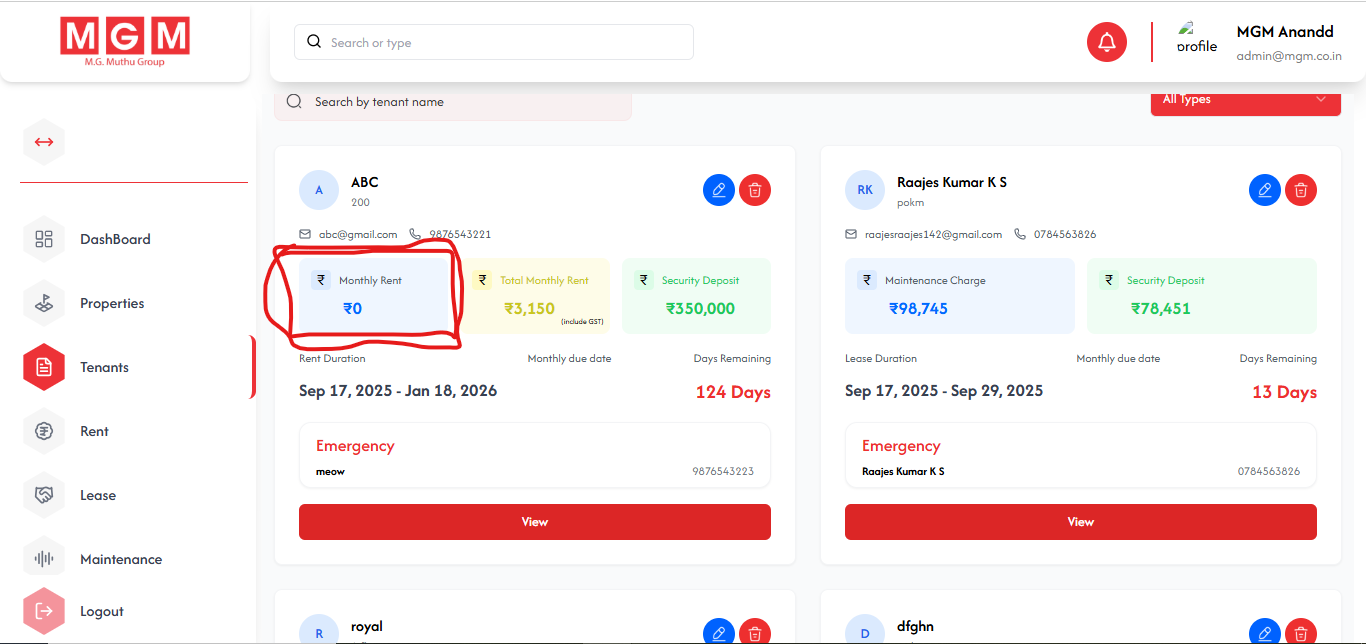 MGM
M.G. Muthu Group
Search or type
profile
MGM Anandd
admin@mgm.co.in
Search by tenant name
All Types
DashBoard
Properties
Tenants
Rent
Lease
Maintenance
Logout
A
ABC
200
abc@gmail.com 9876543221
₹ Monthly Rent
₹0
₹ Total Monthly Rent
₹3,150
(include GST)
₹ Security Deposit
₹350,000
Rent Duration Monthly due date Days Remaining
Sep 17, 2025 - Jan 18, 2026 124 Days
Emergency
meow 9876543223
View
RK
Raajes Kumar K S
pokm
raajesraajes142@gmail.com 0784563826
₹ Maintenance Charge
₹98,745
₹ Security Deposit
₹78,451
Lease Duration Monthly due date Days Remaining
Sep 17, 2025 - Sep 29, 2025 13 Days
Emergency
Raajes Kumar K S 0784563826
View
R
royal
D
dfghn